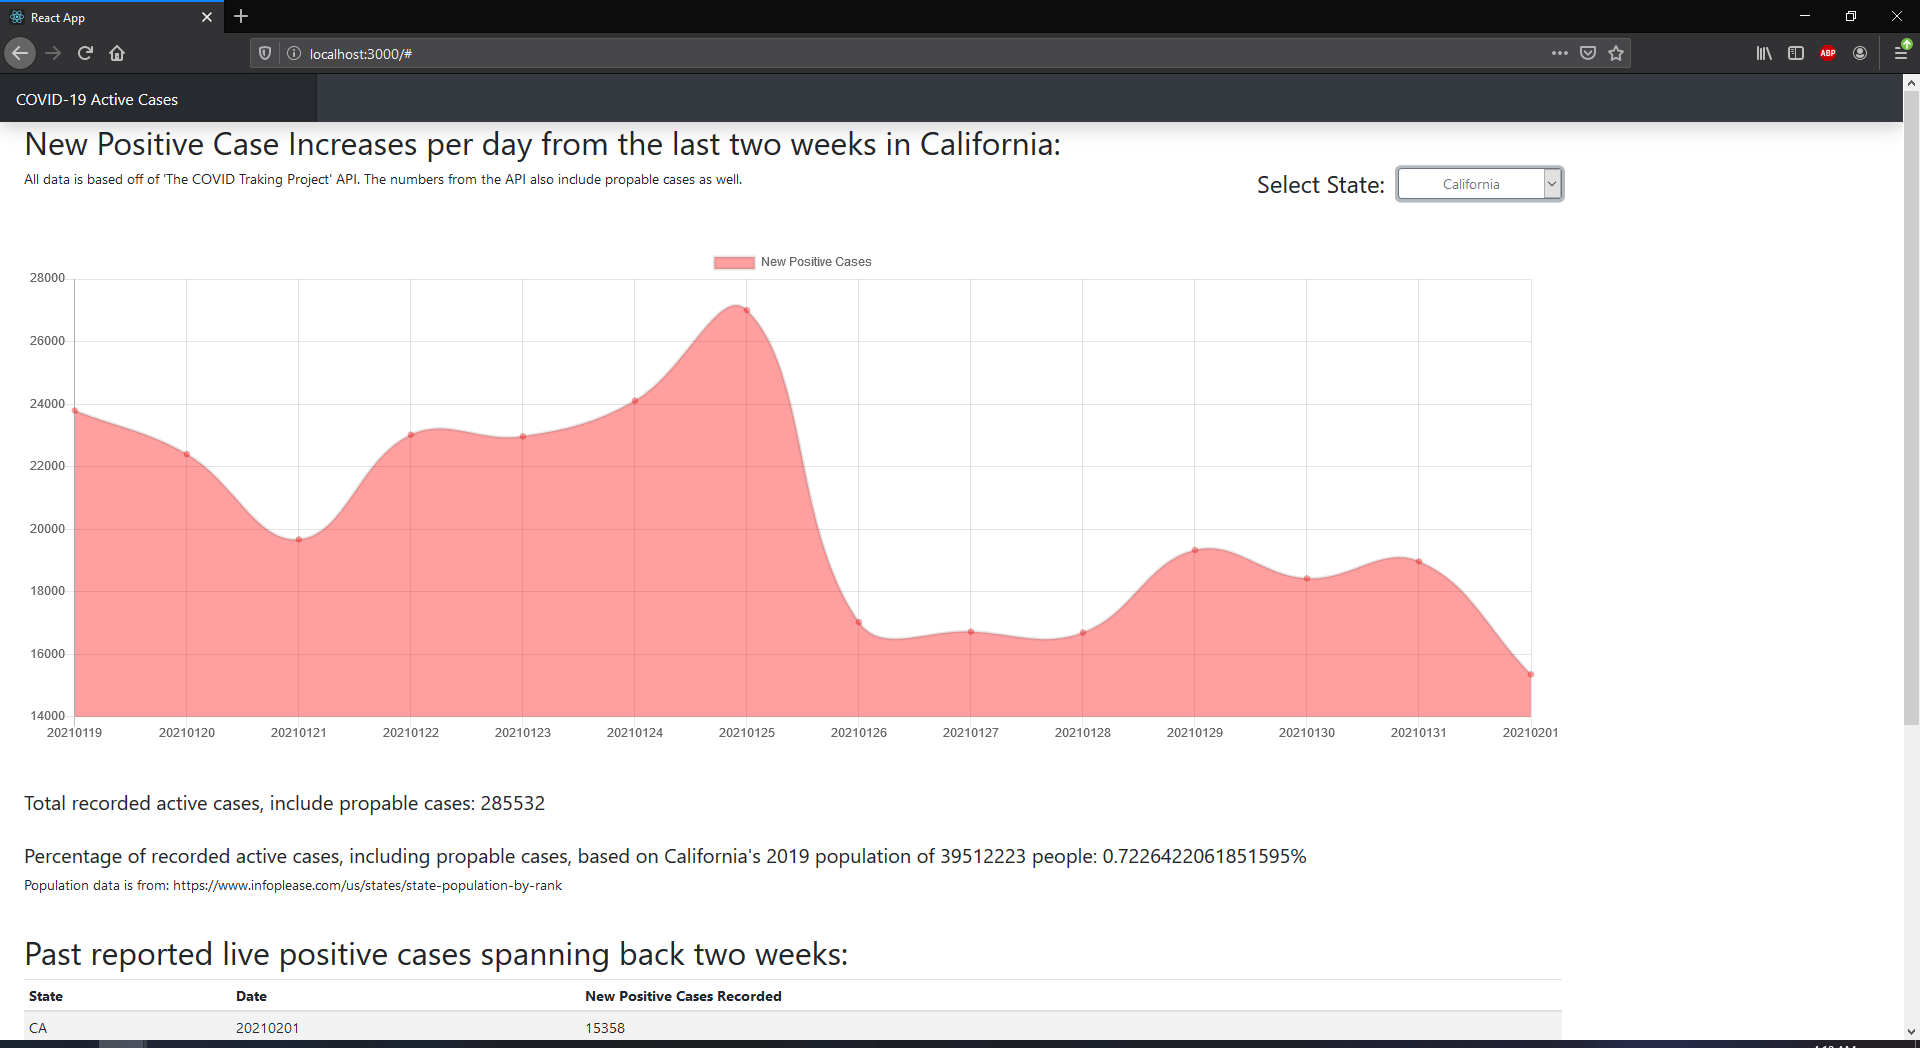 React App
localhost:3000/#
ABP
COVID-19 Active Cases
New Positive Case Increases per day from the last two weeks in California:
All data is based off of 'The COVID Traking Project' API. The numbers from the API also include propable cases as well.
Select State: California
New Positive Cases
28000
26000
24000
22000
20000
18000
16000
14000
20210119 20210120 20210121 20210122 20210123 20210124 20210125 20210126 20210127 20210128 20210129 20210130 20210131 20210201
Total recorded active cases, include propable cases: 285532
Percentage of recorded active cases, including propable cases, based on California's 2019 population of 39512223 people: 0.7226422061851595%
Population data is from: https://www.infoplease.com/us/states/state-population-by-rank
Past reported live positive cases spanning back two weeks:
State Date New Positive Cases Recorded
CA 20210201 15358